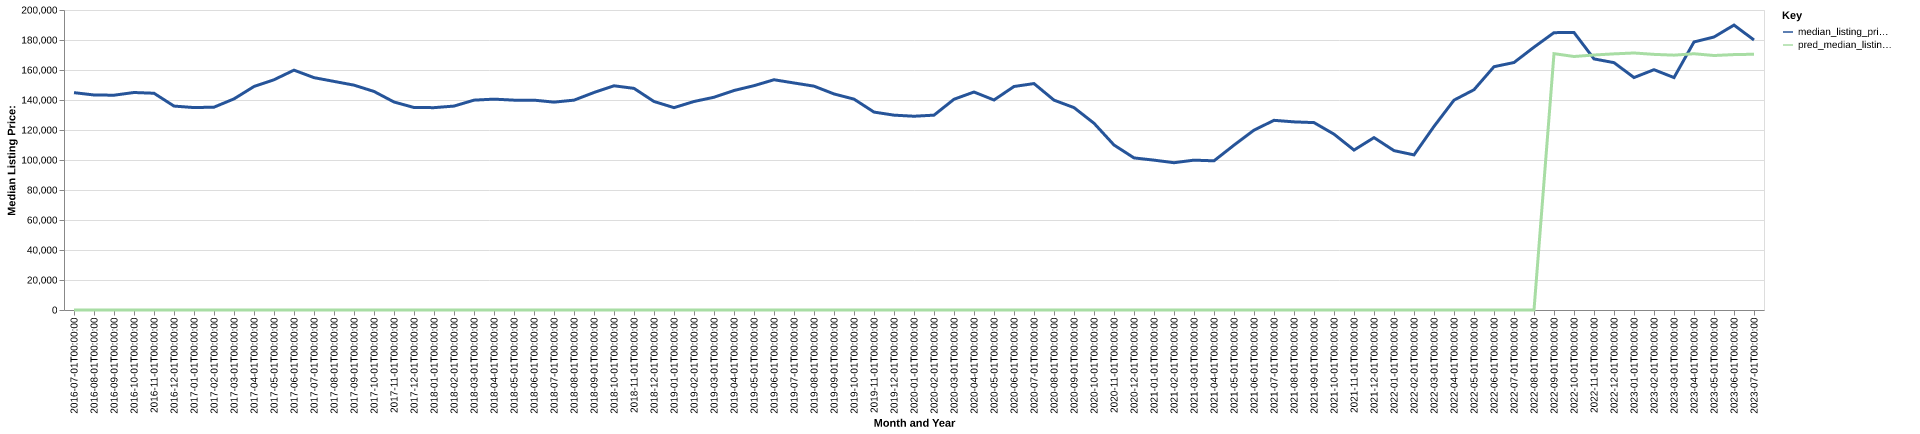 200,000
180,000
160,000
140,000
120,000
100,000
80,000
60,000
40,000
20,000
0
Median Listing Price:
2016-07-01T00:00:00
2016-08-01T00:00:00
2016-09-01T00:00:00
2016-10-01T00:00:00
2016-11-01T00:00:00
2016-12-01T00:00:00
2017-01-01T00:00:00
2017-02-01T00:00:00
2017-03-01T00:00:00
2017-04-01T00:00:00
2017-05-01T00:00:00
2017-06-01T00:00:00
2017-07-01T00:00:00
2017-08-01T00:00:00
2017-09-01T00:00:00
2017-10-01T00:00:00
2017-11-01T00:00:00
2017-12-01T00:00:00
2018-01-01T00:00:00
2018-02-01T00:00:00
2018-03-01T00:00:00
2018-04-01T00:00:00
2018-05-01T00:00:00
2018-06-01T00:00:00
2018-07-01T00:00:00
2018-08-01T00:00:00
2018-09-01T00:00:00
2018-10-01T00:00:00
2018-11-01T00:00:00
2018-12-01T00:00:00
2019-01-01T00:00:00
2019-02-01T00:00:00
2019-03-01T00:00:00
2019-04-01T00:00:00
2019-05-01T00:00:00
2019-06-01T00:00:00
2019-07-01T00:00:00
2019-08-01T00:00:00
2019-09-01T00:00:00
2019-10-01T00:00:00
2019-11-01T00:00:00
2019-12-01T00:00:00
2020-01-01T00:00:00
2020-02-01T00:00:00
2020-03-01T00:00:00
2020-04-01T00:00:00
2020-05-01T00:00:00
2020-06-01T00:00:00
2020-07-01T00:00:00
2020-08-01T00:00:00
2020-09-01T00:00:00
2020-10-01T00:00:00
2020-11-01T00:00:00
2020-12-01T00:00:00
2021-01-01T00:00:00
2021-02-01T00:00:00
2021-03-01T00:00:00
2021-04-01T00:00:00
2021-05-01T00:00:00
2021-06-01T00:00:00
2021-07-01T00:00:00
2021-08-01T00:00:00
2021-09-01T00:00:00
2021-10-01T00:00:00
2021-11-01T00:00:00
2021-12-01T00:00:00
2022-01-01T00:00:00
2022-02-01T00:00:00
2022-03-01T00:00:00
2022-04-01T00:00:00
2022-05-01T00:00:00
2022-06-01T00:00:00
2022-07-01T00:00:00
2022-08-01T00:00:00
2022-09-01T00:00:00
2022-10-01T00:00:00
2022-11-01T00:00:00
2022-12-01T00:00:00
2023-01-01T00:00:00
2023-02-01T00:00:00
2023-03-01T00:00:00
2023-04-01T00:00:00
2023-05-01T00:00:00
2023-06-01T00:00:00
2023-07-01T00:00:00
Month and Year
Key
median_listing_pri…
pred_median_listin…